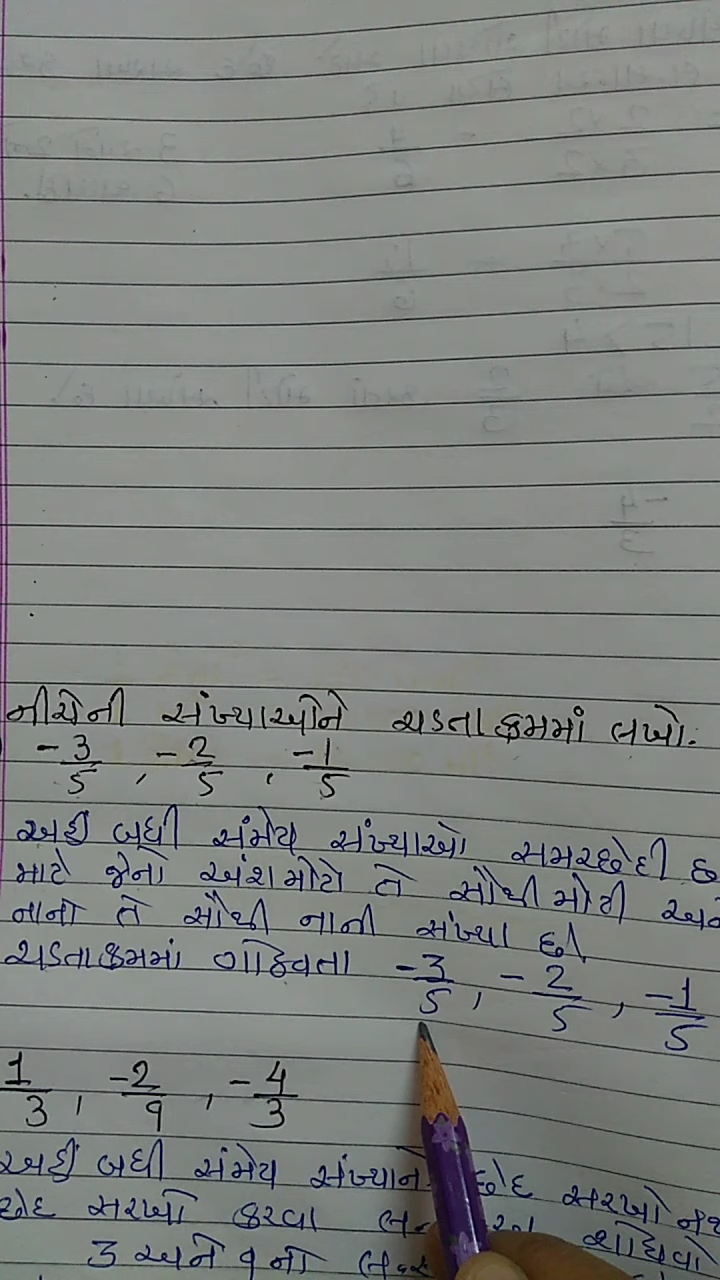 નીચેની સંખ્યાઓને ચડતા ક્રમમાં લખો.
-3/5 , -2/5 , -1/5
અહીં બધી સંમેય સંખ્યાઓ સમચ્છેદી છે
માટે જેનો અંશ મોટો તે સૌથી મોટી અને
નાનો તે સૌથી નાની સંખ્યા છે.
ચડતાક્રમમાં ગોઠવતા -3/5 , -2/5 , -1/5
1/3 , -2/9 , -4/3
અહીં બધી સંમેય સંખ્યાનો છેદ સરખો
છેદ સરખો કરવા શોધવો
3 અને 9 ના